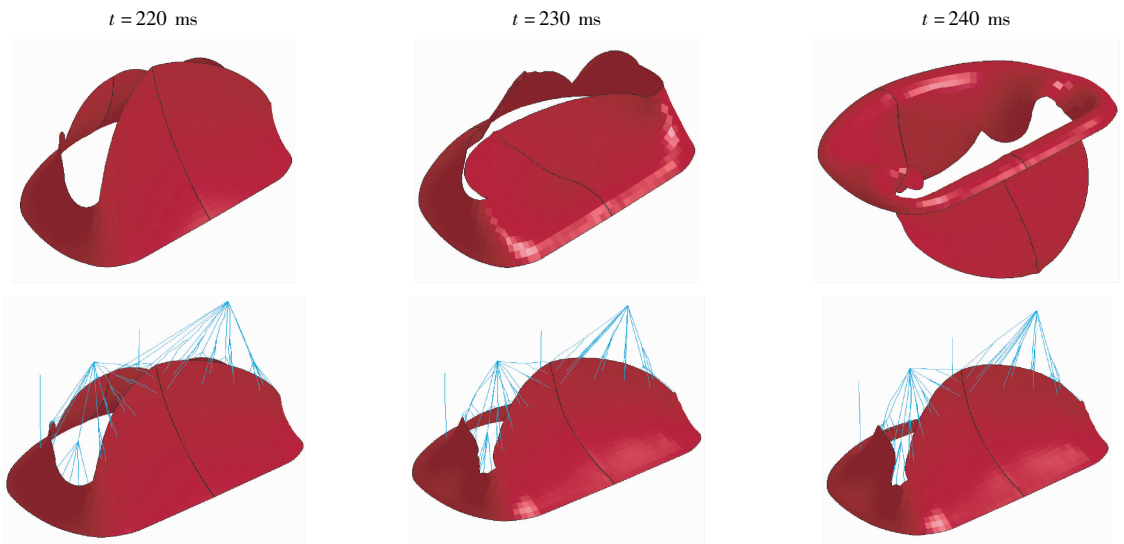 t = 220 ms
t = 230 ms
t = 240 ms